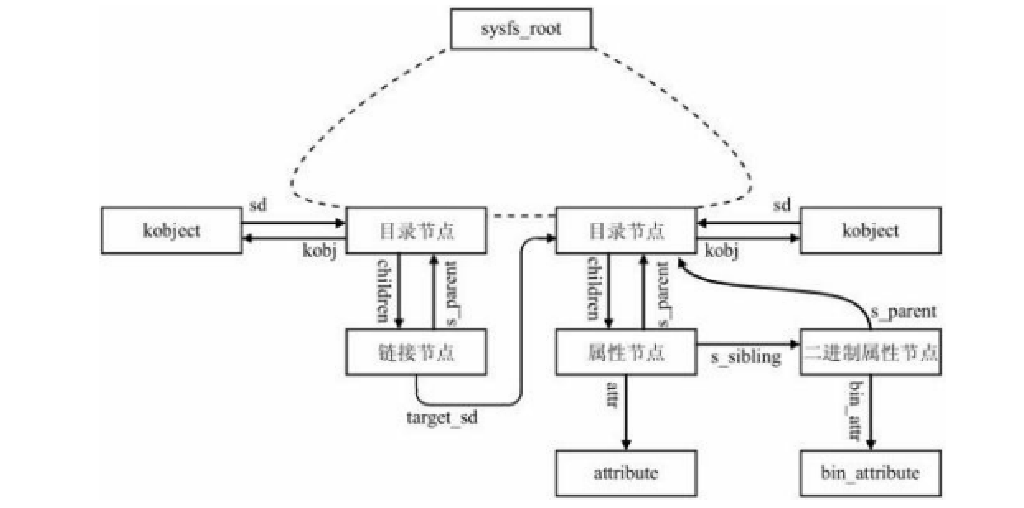 sysfs_root
sd
sd
kobject
目录节点
目录节点
kobject
kobj
kobj
children
s_parent
children
s_parent
s_parent
链接节点
属性节点
s_sibling
二进制属性节点
target_sd
attr
bin_attr
attribute
bin_attribute